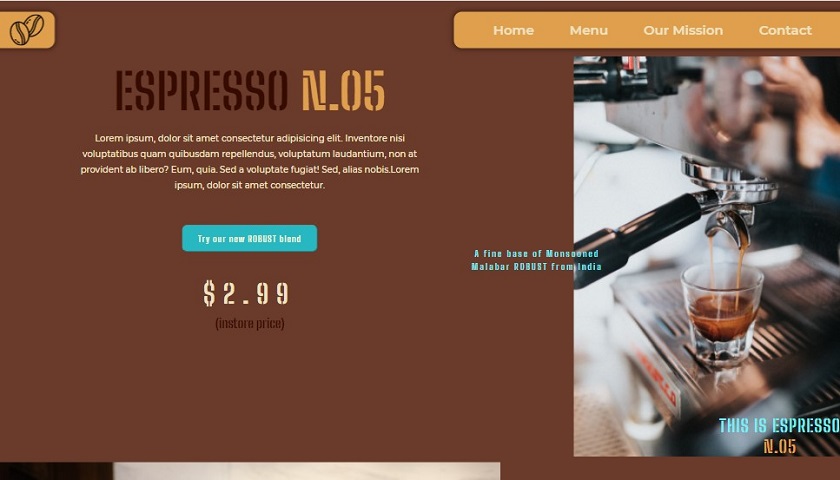 Home Menu Our Mission Contact
ESPRESSO N.05
Lorem ipsum, dolor sit amet consectetur adipisicing elit. Inventore nisi
voluptatibus quam quibusdam repellendus, voluptatum laudantium, non at
provident ab libero? Eum, quia. Sed a voluptate fugiat! Sed, alias nobis.Lorem
ipsum, dolor sit amet consectetur.
Try our new ROBUST blend
$2.99
(instore price)
A fine base of Monsooned
Malabar ROBUST from India
THIS IS ESPRESSO
N.05